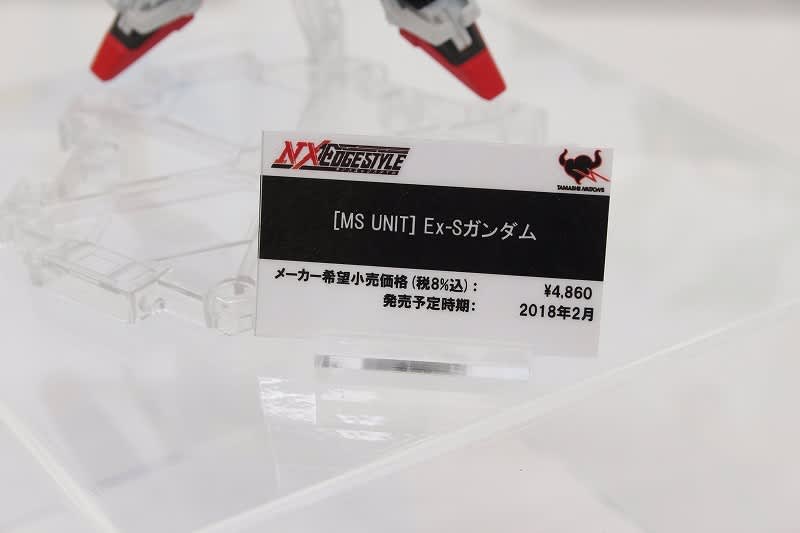 NXEDGESTYLE
TAMASHII NATIONS
[MS UNIT] Ex-Sガンダム
メーカー希望小売価格(税8%込): ¥4,860
発売予定時期: 2018年2月